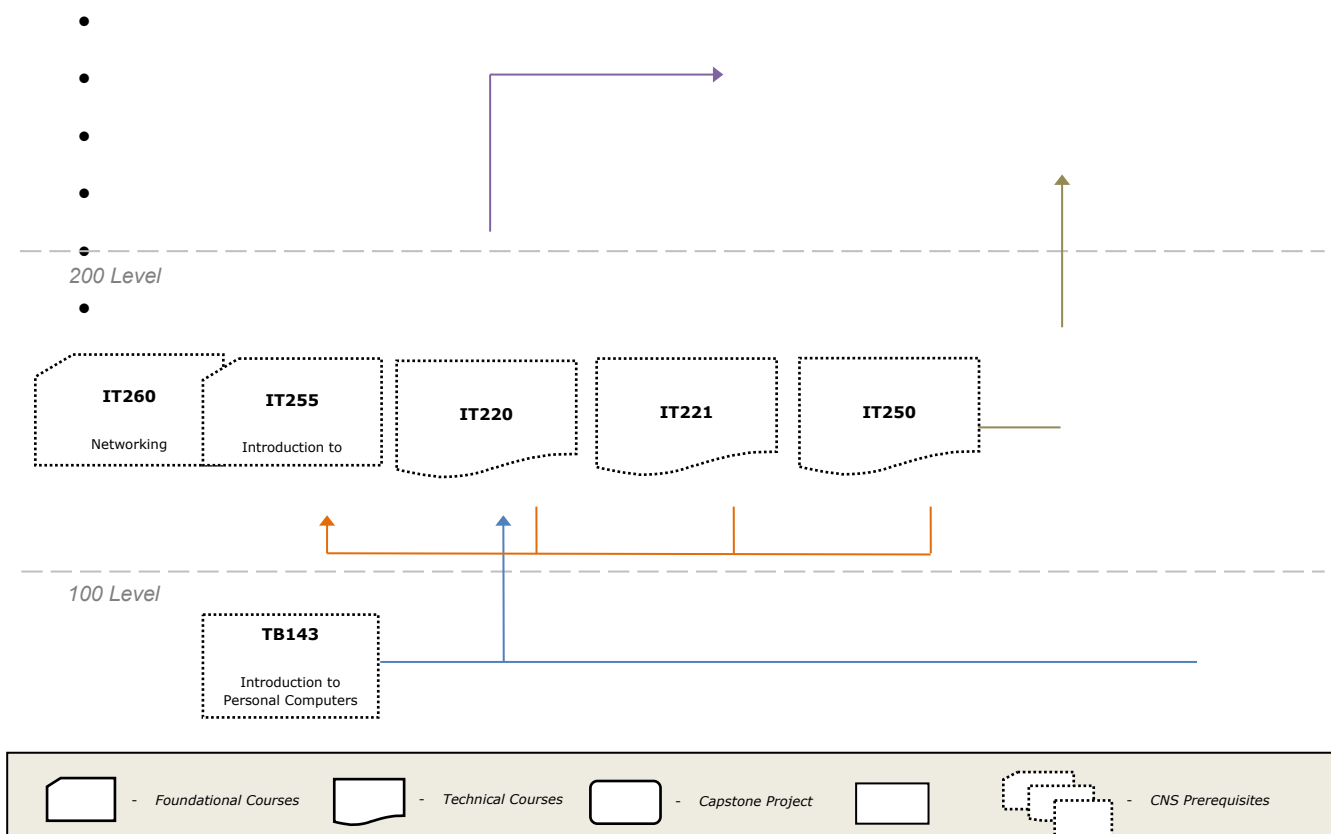 200 Level
IT260
Networking
IT255
Introduction to
IT220
IT221
IT250
100 Level
TB143
Introduction to
Personal Computers
- Foundational Courses
- Technical Courses
- Capstone Project
- CNS Prerequisites